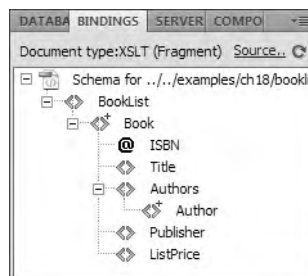 DATABA BINDINGS SERVER COMPO
Document type:XSLT (Fragment) Source..
Schema for ../../examples/ch18/bookli
BookList
Book
@ ISBN
Title
Authors
Author
Publisher
ListPrice